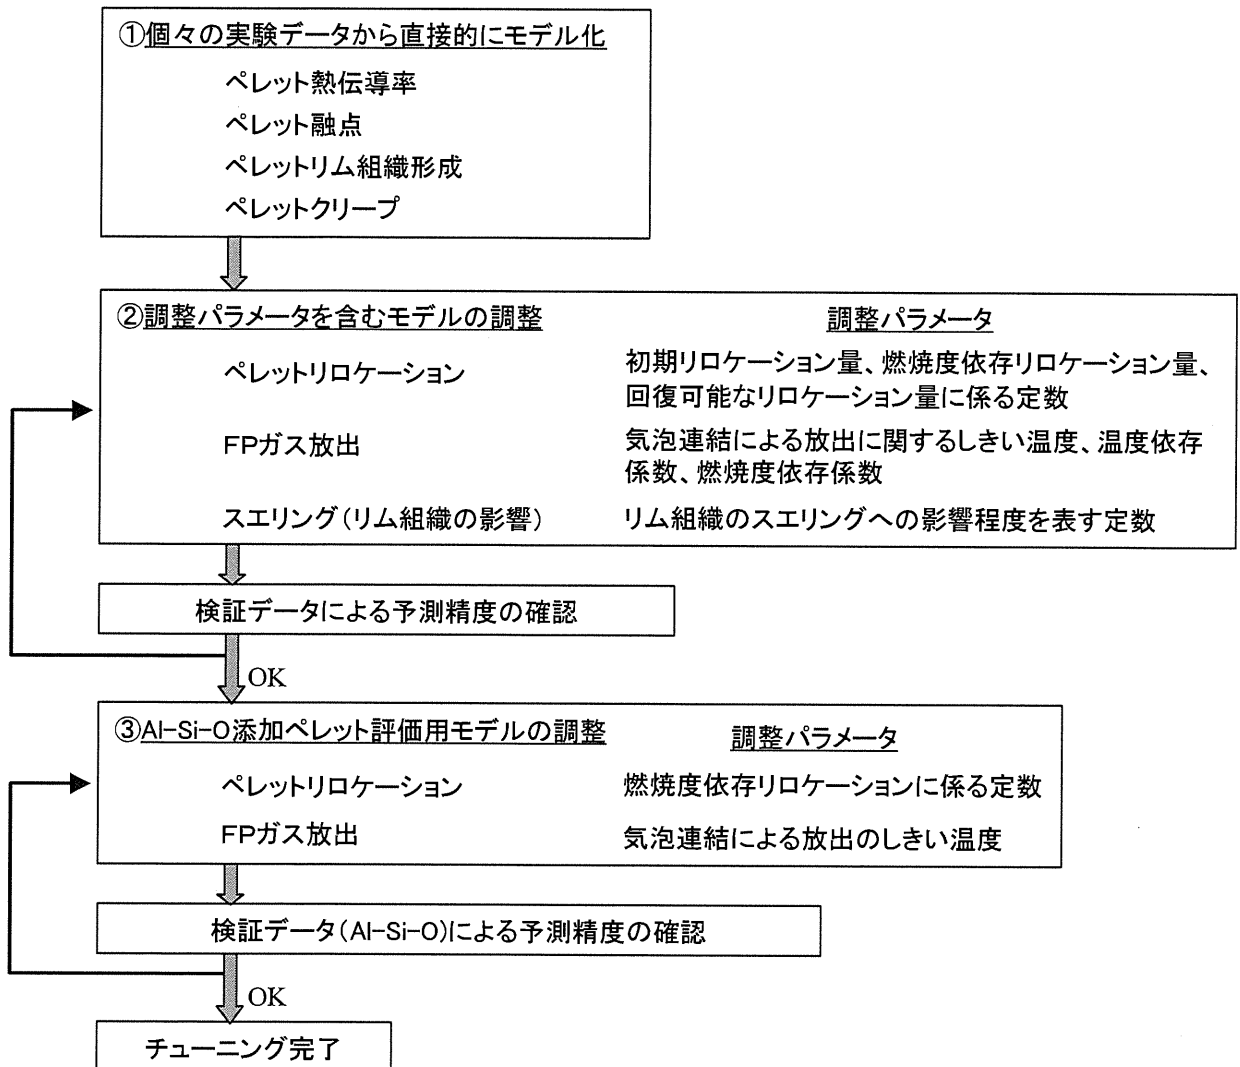 ①個々の実験データから直接的にモデル化
ペレット熱伝導率
ペレット融点
ペレットリム組織形成
ペレットクリープ
②調整パラメータを含むモデルの調整
調整パラメータ
ペレットリロケーション
初期リロケーション量、燃焼度依存リロケーション量、
回復可能なリロケーション量に係る定数
FPガス放出
気泡連結による放出に関するしきい温度、温度依存
係数、燃焼度依存係数
スエリング(リム組織の影響)
リム組織のスエリングへの影響程度を表す定数
検証データによる予測精度の確認
OK
③Al-Si-O添加ペレット評価用モデルの調整
調整パラメータ
ペレットリロケーション
燃焼度依存リロケーションに係る定数
FPガス放出
気泡連結による放出のしきい温度
検証データ(Al-Si-O)による予測精度の確認
OK
チューニング完了